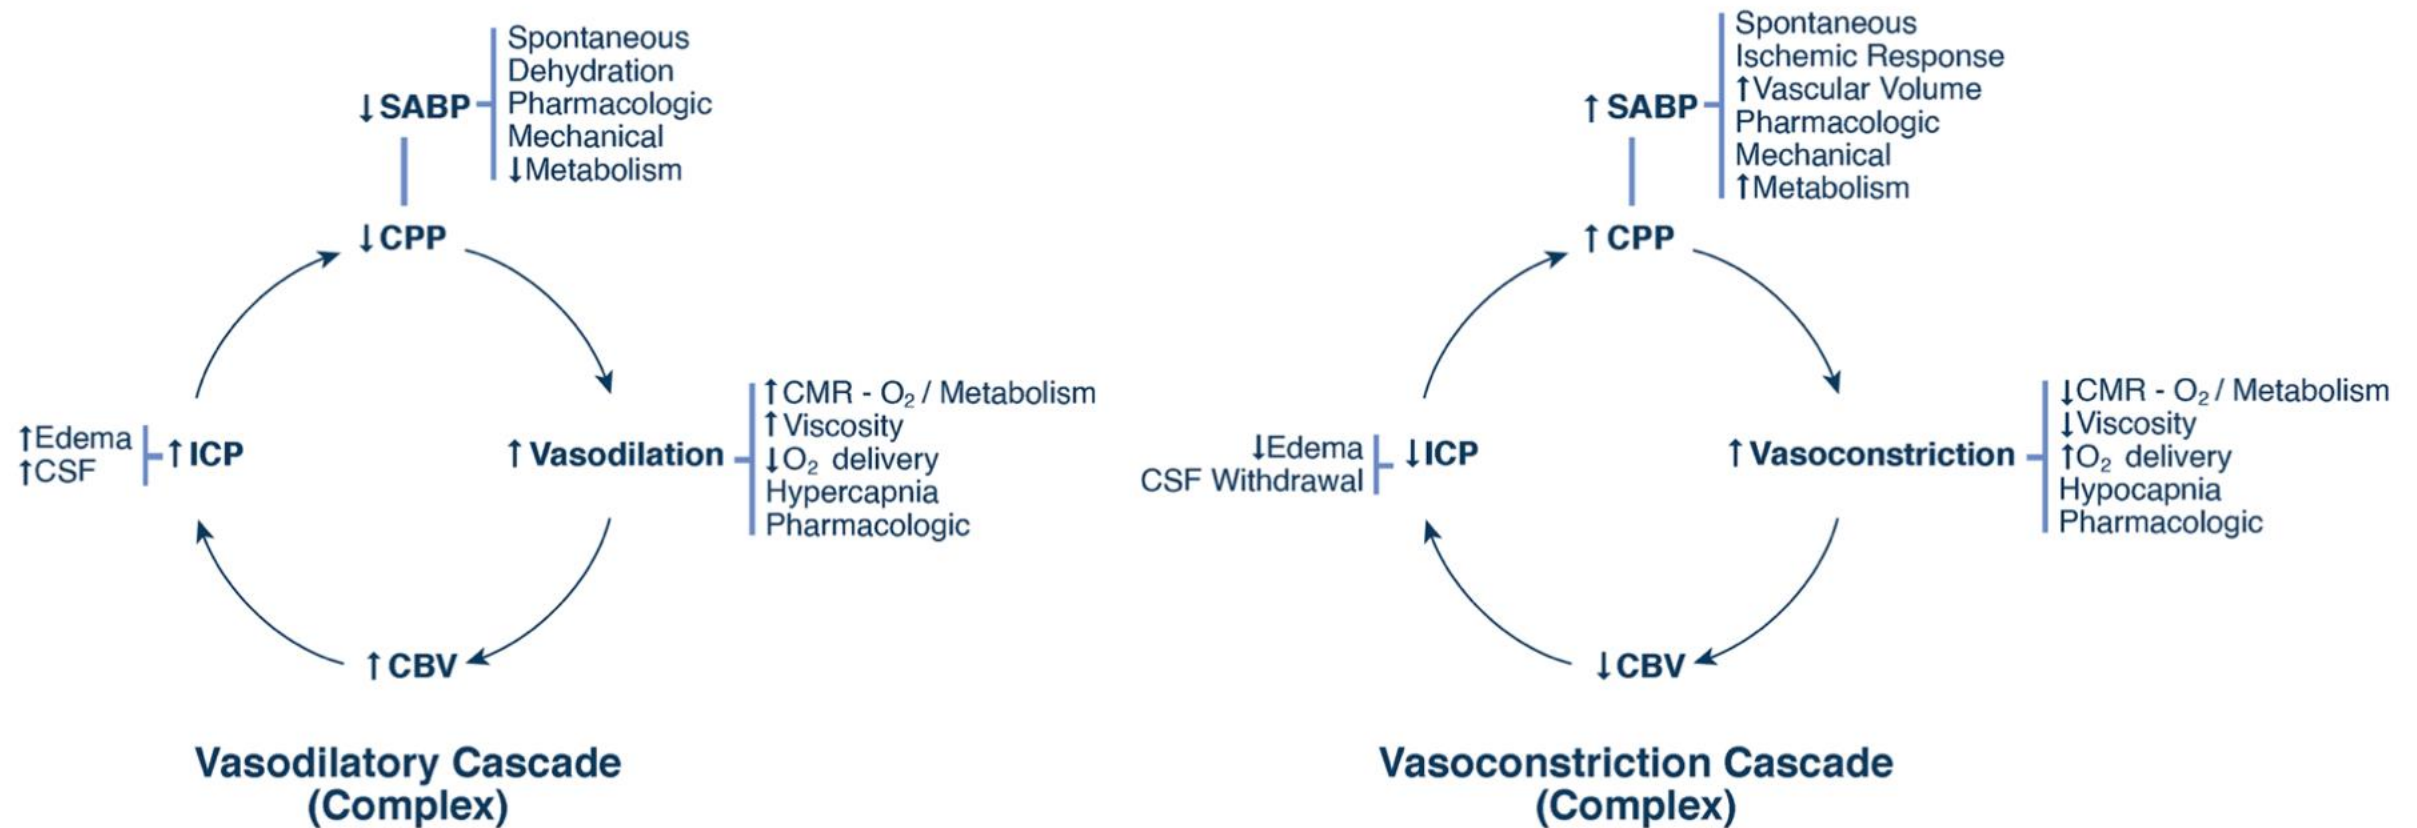 Spontaneous
Dehydration
↓SABP
Pharmacologic
Mechanical
↓Metabolism
↓CPP
↑CMR - O₂ / Metabolism
↑Viscosity
↑Edema
↑CSF
↑ICP
↑Vasodilation
↓O₂ delivery
Hypercapnia
Pharmacologic
↑CBV
Vasodilatory Cascade
(Complex)
Spontaneous
Ischemic Response
↑Vascular Volume
↑SABP
Pharmacologic
Mechanical
↑Metabolism
↑CPP
↓CMR - O₂ / Metabolism
↓Viscosity
↓Edema
CSF Withdrawal
↓ICP
↑Vasoconstriction
↑O₂ delivery
Hypocapnia
Pharmacologic
↓CBV
Vasoconstriction Cascade
(Complex)